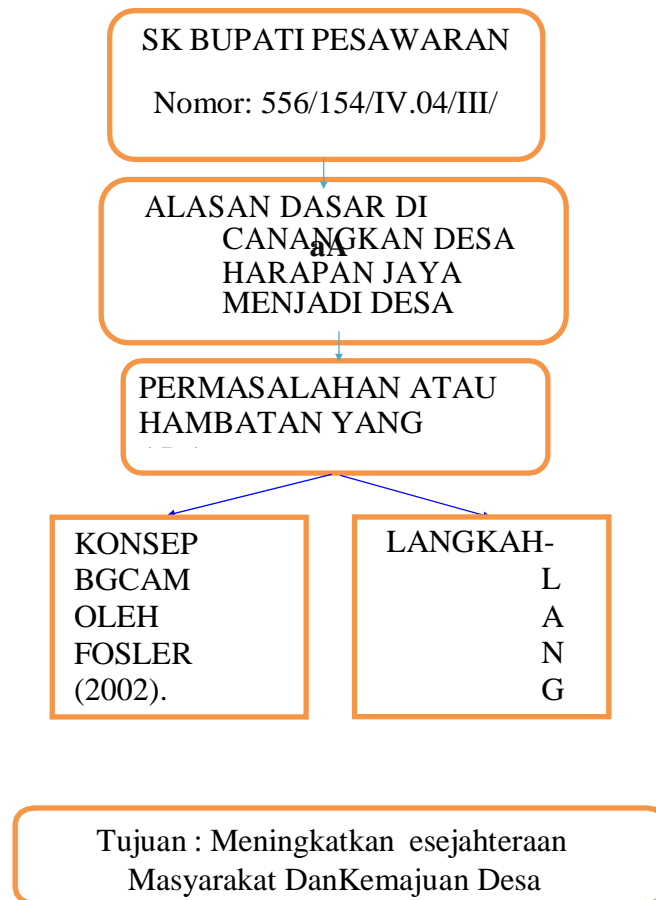 SK BUPATI PESAWARAN
Nomor: 556/154/IV.04/III/
ALASAN DASAR DI
CANANGKAN DESA
aA
HARAPAN JAYA
MENJADI DESA
PERMASALAHAN ATAU
HAMBATAN YANG
KONSEP
BGCAM
OLEH
FOSLER
(2002).
LANGKAH-
L
A
N
G
Tujuan : Meningkatkan esejahteraan
Masyarakat DanKemajuan Desa